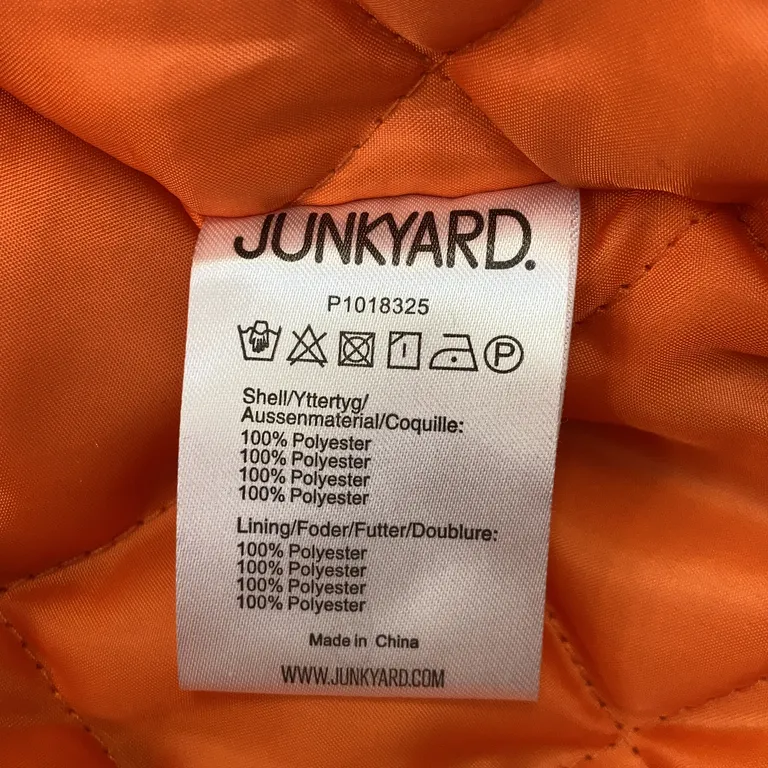 JUNKYARD.
P1018325
P
Shell/Yttertyg/
Aussenmaterial/Coquille:
100% Polyester
100% Polyester
100% Polyester
100% Polyester
Lining/Foder/Futter/Doublure:
100% Polyester
100% Polyester
100% Polyester
100% Polyester
Made in China
WWW.JUNKYARD.COM